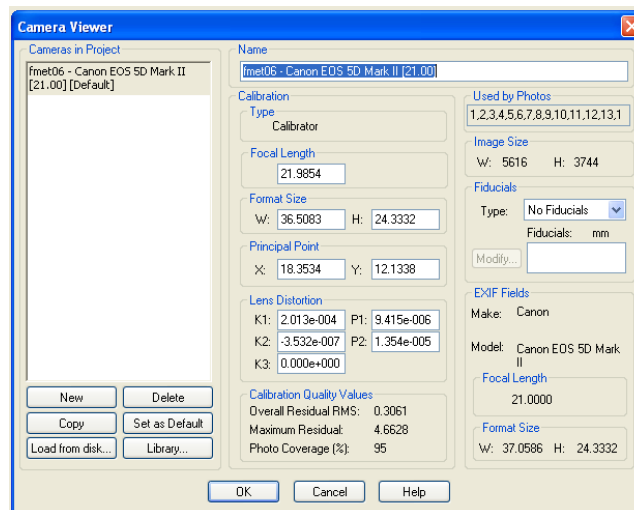 Camera Viewer
Cameras in Project
fmet06 - Canon EOS 5D Mark II
[21.00] [Default]
New
Delete
Copy
Set as Default
Load from disk...
Library...
Name
fmet06 - Canon EOS 5D Mark II [21.00]
Calibration
Type
Calibrator
Focal Length
21.9854
Format Size
W: 36.5083 H: 24.3332
Principal Point
X: 18.3534 Y: 12.1338
Lens Distortion
K1: 2.013e-004 P1: 9.415e-006
K2: -3.532e-007 P2: 1.354e-005
K3: 0.000e+000
Calibration Quality Values
Overall Residual RMS: 0.3061
Maximum Residual: 4.6628
Photo Coverage (%): 95
Used by Photos
1,2,3,4,5,6,7,8,9,10,11,12,13,1
Image Size
W: 5616 H: 3744
Fiducials
Type: No Fiducials
Fiducials: mm
Modify...
EXIF Fields
Make: Canon
Model: Canon EOS 5D Mark
II
Focal Length
21.0000
Format Size
W: 37.0586 H: 24.3332
OK
Cancel
Help